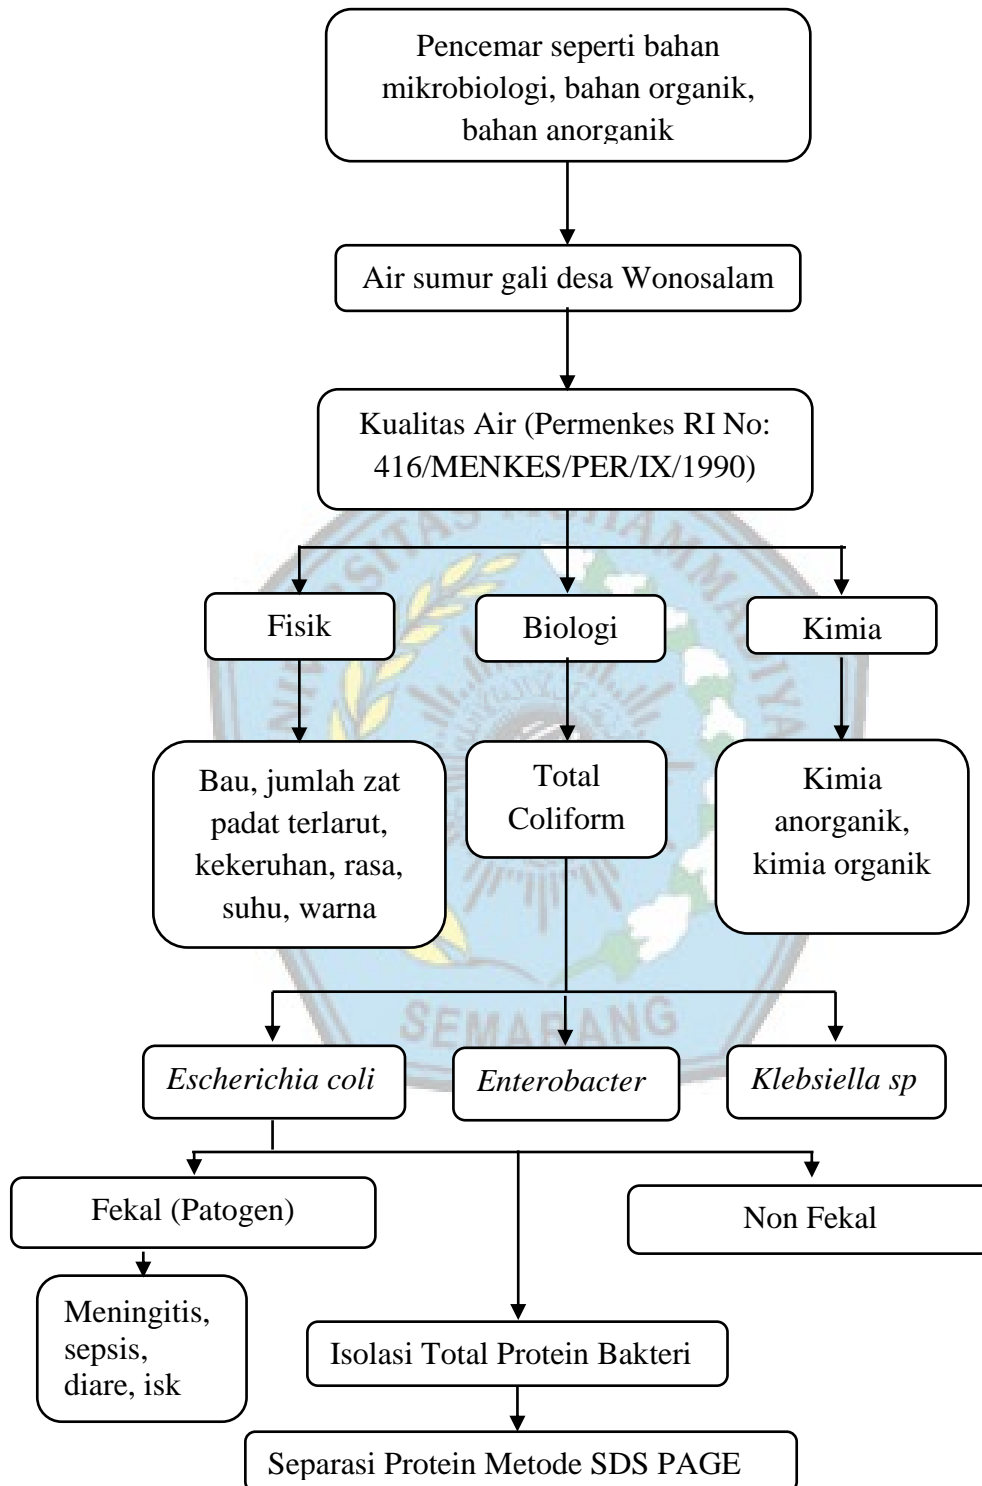 Pencemar seperti bahan
mikrobiologi, bahan organik,
bahan anorganik
Air sumur gali desa Wonosalam
Kualitas Air (Permenkes RI No:
416/MENKES/PER/IX/1990)
Fisik
Biologi
Kimia
Bau, jumlah zat
padat terlarut,
kekeruhan, rasa,
suhu, warna
Total
Coliform
Kimia
anorganik,
kimia organik
SEMARANG
Escherichia coli
Enterobacter
Klebsiella sp
Fekal (Patogen)
Non Fekal
Meningitis,
sepsis,
diare, isk
Isolasi Total Protein Bakteri
Separasi Protein Metode SDS PAGE